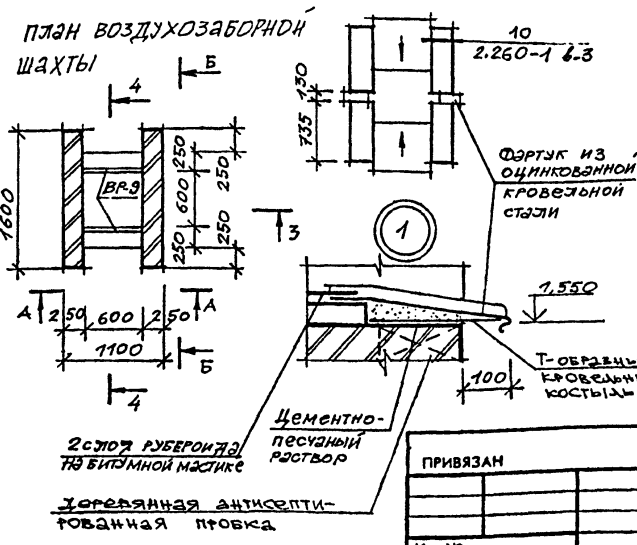 ПЛАН ВОЗДУХОЗАБОРНОЙ
ШАХТЫ
Б
4
1600
ВР-9
250
600
250
250
250
3
А
А
250
600
250
1100
Б
4
10
2.260-1 в.3
130
735
ФАРТУК ИЗ
ОЦИНКОВАННОЙ
КРОВЕЛЬНОЙ
СТАЛИ
1
1,550
100
Т-ОБРАЗНЫ
КРОВЕЛЬНЫ
КОСТЫЛЬ
Цементно-
песчаный
раствор
2 слоя РУБЕРОИДА
НА БИТУМНОЙ МАСТИКЕ
Деревянная антисепти-
рованная пробка
ПРИВЯЗАН